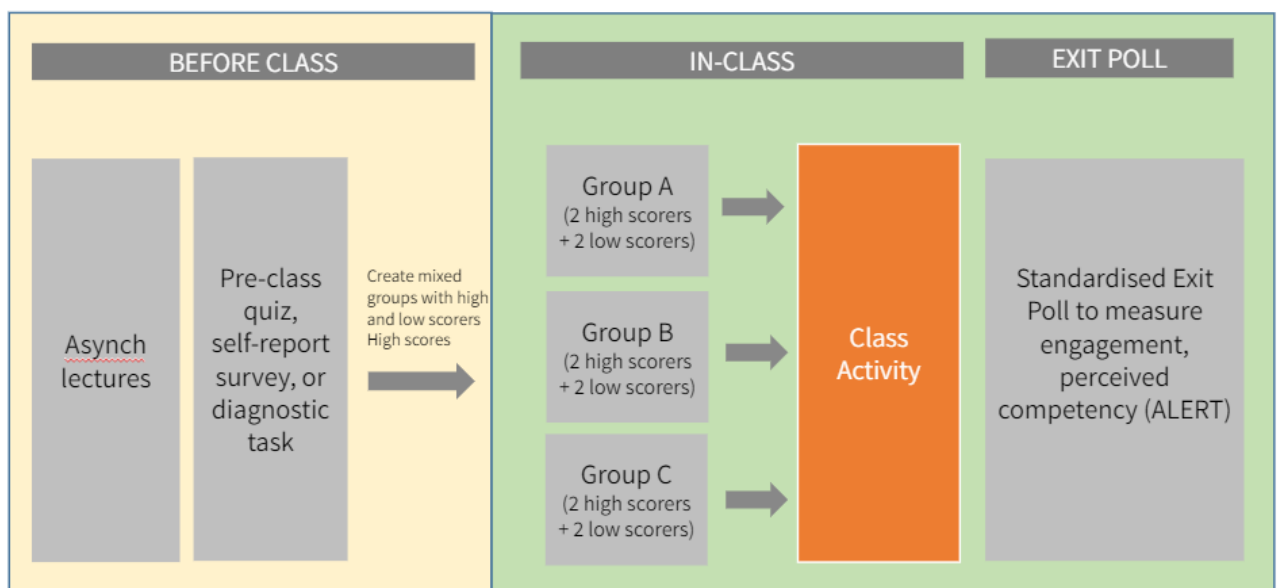 BEFORE CLASS
Asynch
lectures
Pre-class
quiz,
self-report
survey, or
diagnostic
task
Create mixed
groups with high
and low scorers
High scores
IN-CLASS
Group A
(2 high scorers
+ 2 low scorers)
Group B
(2 high scorers
+ 2 low scorers)
Group C
(2 high scorers
+ 2 low scorers)
Class
Activity
EXIT POLL
Standardised Exit
Poll to measure
engagement,
perceived
competency (ALERT)